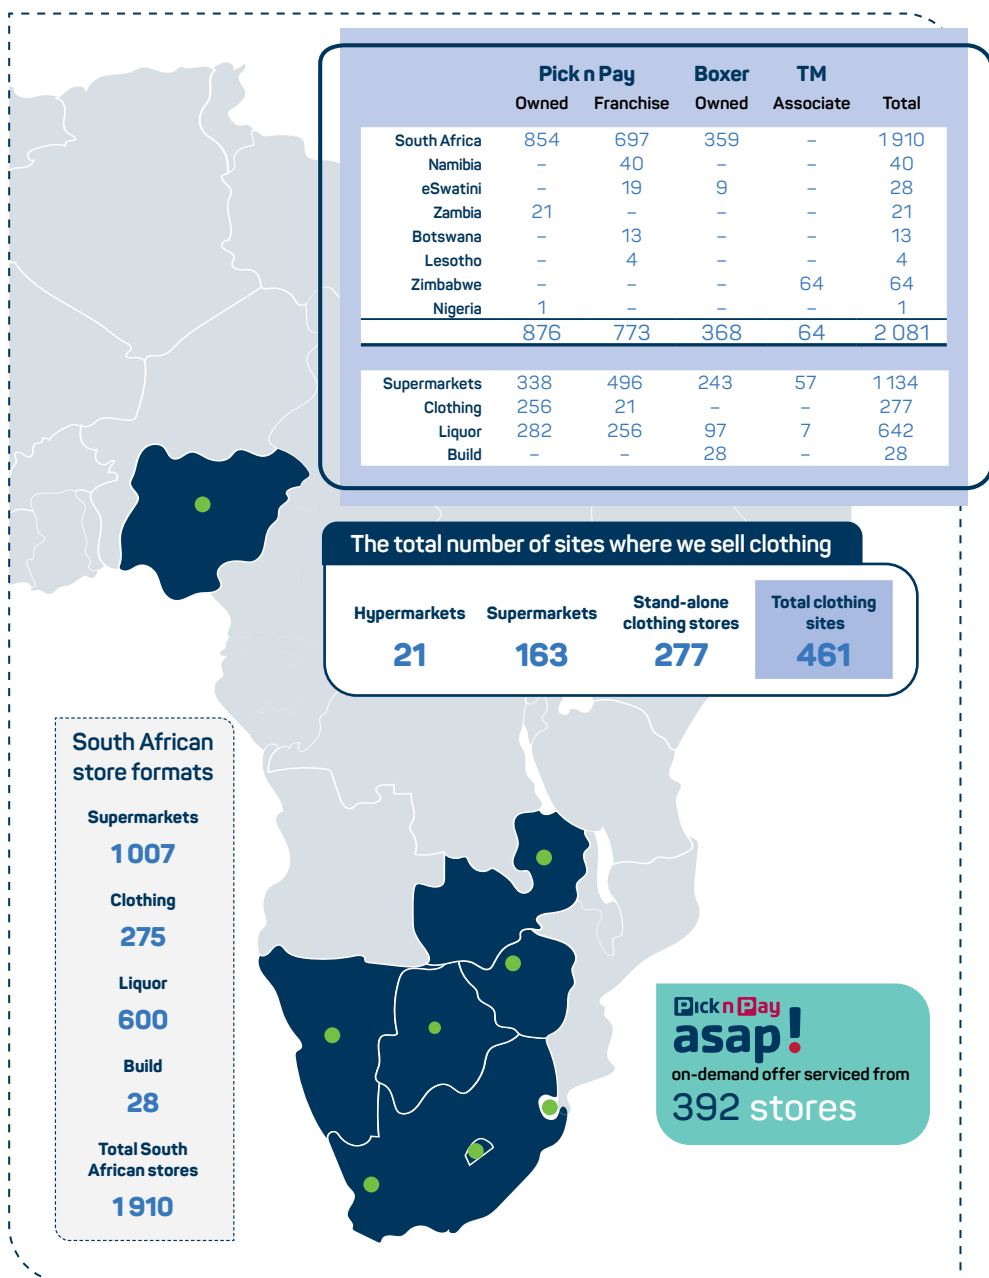 Pick n Pay Boxer TM
Owned Franchise Owned Associate Total
South Africa 854 697 359 – 1 910
Namibia – 40 – – 40
eSwatini – 19 9 – 28
Zambia 21 – – – 21
Botswana – 13 – – 13
Lesotho – 4 – – 4
Zimbabwe – – – 64 64
Nigeria 1 – – – 1
876 773 368 64 2 081
Supermarkets 338 496 243 57 1 134
Clothing 256 21 – – 277
Liquor 282 256 97 7 642
Build – – 28 – 28
The total number of sites where we sell clothing
Hypermarkets
21
Supermarkets
163
Stand-alone
clothing stores
277
Total clothing
sites
461
South African
store formats
Supermarkets
1 007
Clothing
275
Liquor
600
Build
28
Total South
African stores
1 910
Pick n Pay
asap!
on-demand offer serviced from
392 stores